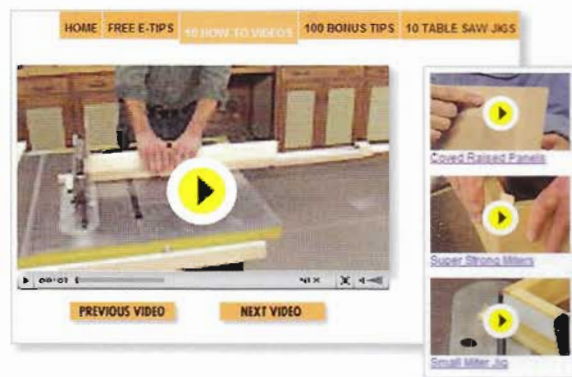 HOME FREE E-TIPS 10 HOW-TO VIDEOS 100 BONUS TIPS 10 TABLE SAW JIGS
Coved Raised Panels
Super Strong Miters
Small Miter Jig
PREVIOUS VIDEO NEXT VIDEO